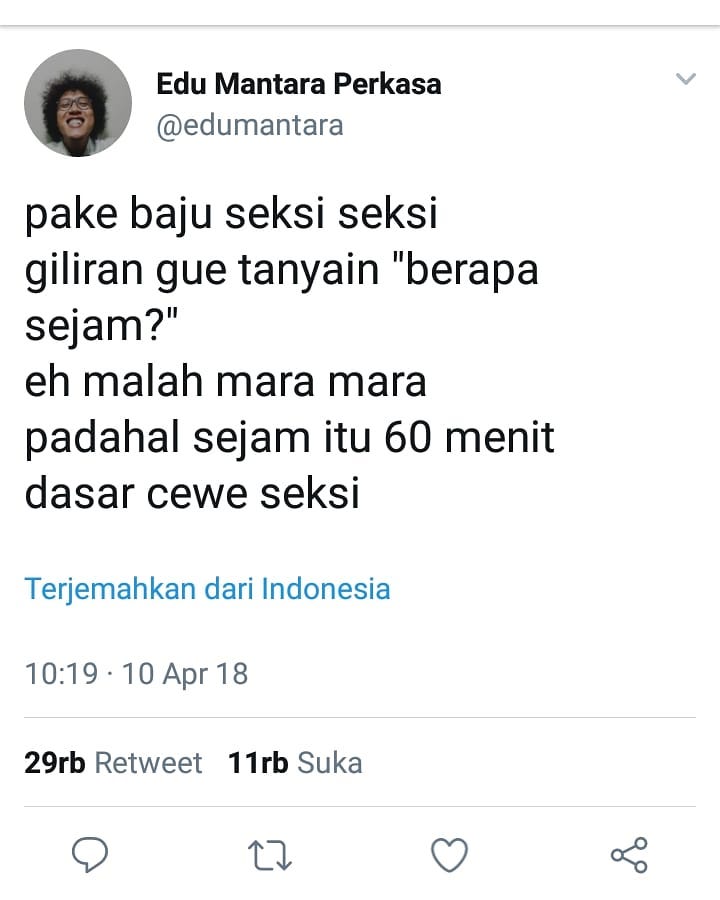 Edu Mantara Perkasa
@edumantara
pake baju seksi seksi
giliran gue tanyain "berapa
sejam?"
eh malah mara mara
padahal sejam itu 60 menit
dasar cewe seksi
Terjemahkan dari Indonesia
10:19 · 10 Apr 18
29rb Retweet 11rb Suka